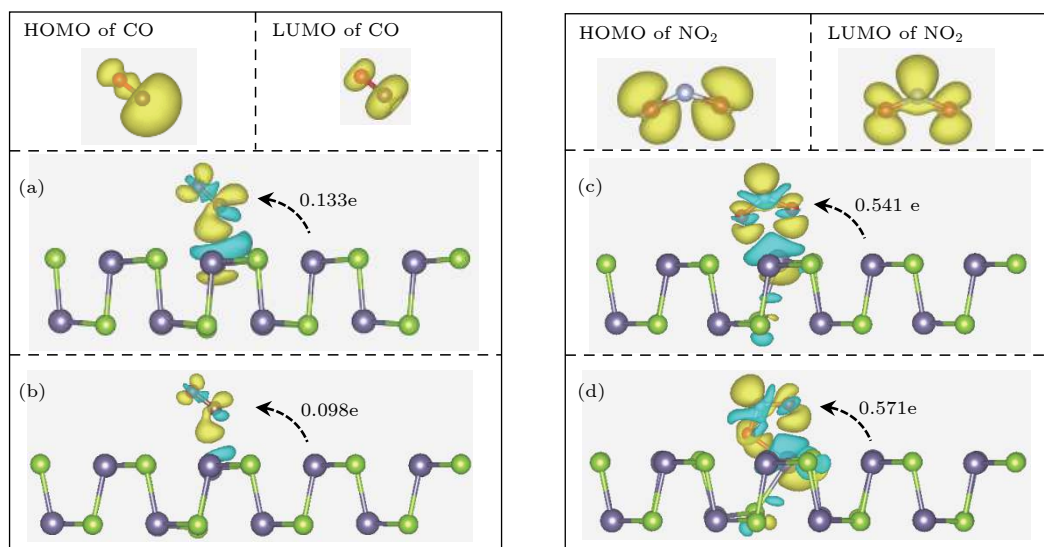 HOMO of CO
LUMO of CO
(a)
0.133e
(b)
0.098e
HOMO of NO₂
LUMO of NO₂
(c)
0.541 e
(d)
0.571e